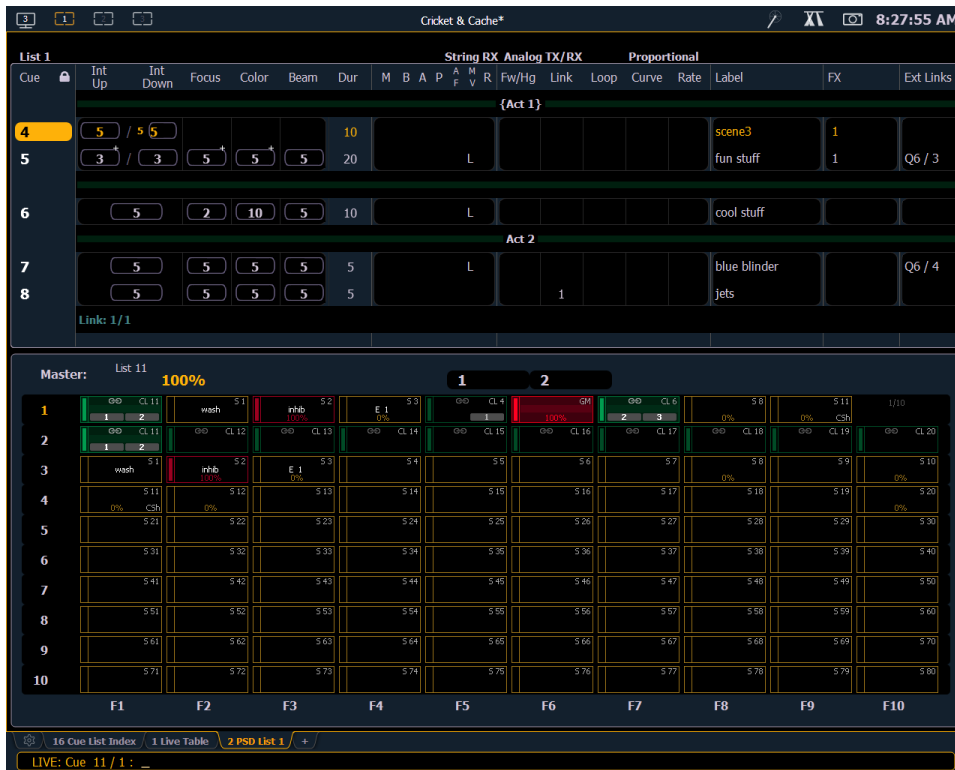 3 1 2 3 Cricket & Cache* 8:27:55 AM
List 1 String RX Analog TX/RX Proportional
Cue Int Up Int Down Focus Color Beam Dur M B A P A F M V R Fw/Hg Link Loop Curve Rate Label FX Ext Links
{Act 1}
4 5 / 5 5 10 scene3 1
5 3+ / 3 5+ 5+ 5 20 L fun stuff 1 Q6 / 3
6 5 2 10 5 10 L cool stuff
Act 2
7 5 5 5 5 5 L blue blinder Q6 / 4
8 5 5 5 5 5 1 jets
Link: 1/1
Master: List 11 100% 1 2
1 CL 11 1 2 wash S 1 inhib S 2 100% E 1 S 3 0% CL 4 1 GM 100% CL 6 2 3 S 8 0% S 11 0% CSh 1/10
2 CL 11 1 2 CL 12 CL 13 CL 14 CL 15 CL 16 CL 17 CL 18 CL 19 CL 20
3 wash S 1 inhib S 2 100% E 1 S 3 0% S 4 S 5 S 6 S 7 S 8 0% S 9 S 10 0%
4 S 11 0% CSh S 12 0% S 13 S 14 S 15 S 16 S 17 S 18 S 19 S 20 0%
5 S 21 S 22 S 23 S 24 S 25 S 26 S 27 S 28 S 29 S 30
6 S 31 S 32 S 33 S 34 S 35 S 36 S 37 S 38 S 39 S 40
7 S 41 S 42 S 43 S 44 S 45 S 46 S 47 S 48 S 49 S 50
8 S 51 S 52 S 53 S 54 S 55 S 56 S 57 S 58 S 59 S 60
9 S 61 S 62 S 63 S 64 S 65 S 66 S 67 S 68 S 69 S 70
10 S 71 S 72 S 73 S 74 S 75 S 76 S 77 S 78 S 79 S 80
F1 F2 F3 F4 F5 F6 F7 F8 F9 F10
16 Cue List Index 1 Live Table 2 PSD List 1 +
LIVE: Cue 11 / 1 : _